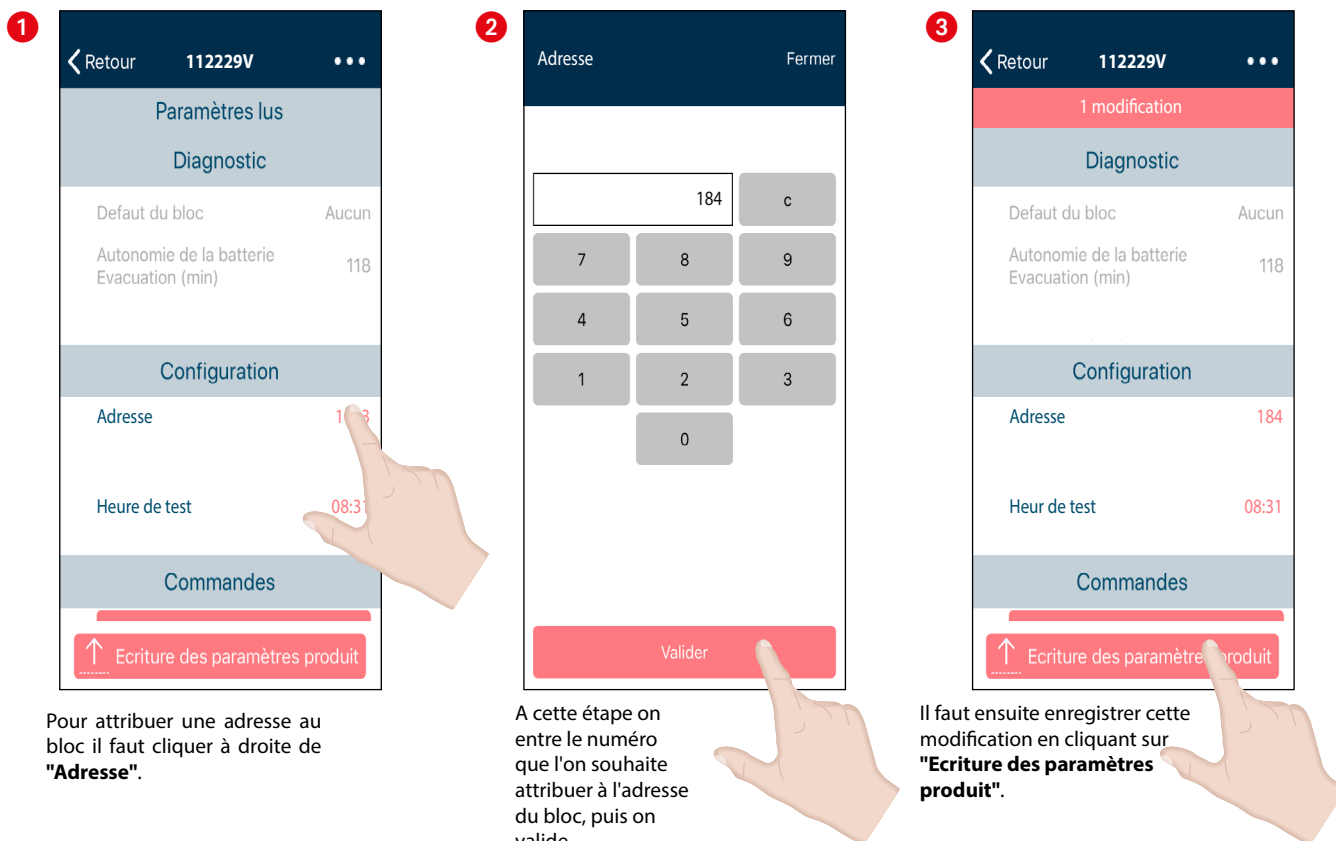 1
Retour 112229V
Paramètres lus
Diagnostic
Defaut du bloc Aucun
Autonomie de la batterie
Evacuation (min) 118
Configuration
Adresse
Heure de test 08:31
Commandes
Ecriture des paramètres produit
Pour attribuer une adresse au
bloc il faut cliquer à droite de
"Adresse".
2
Adresse Fermer
184 c
7 8 9
4 5 6
1 2 3
0
Valider
A cette étape on
entre le numéro
que l'on souhaite
attribuer à l'adresse
du bloc, puis on
valide
3
Retour 112229V
1 modification
Diagnostic
Defaut du bloc Aucun
Autonomie de la batterie
Evacuation (min) 118
Configuration
Adresse 184
Heur de test 08:31
Commandes
Ecriture des paramètre produit
Il faut ensuite enregistrer cette
modification en cliquant sur
"Ecriture des paramètres
produit".